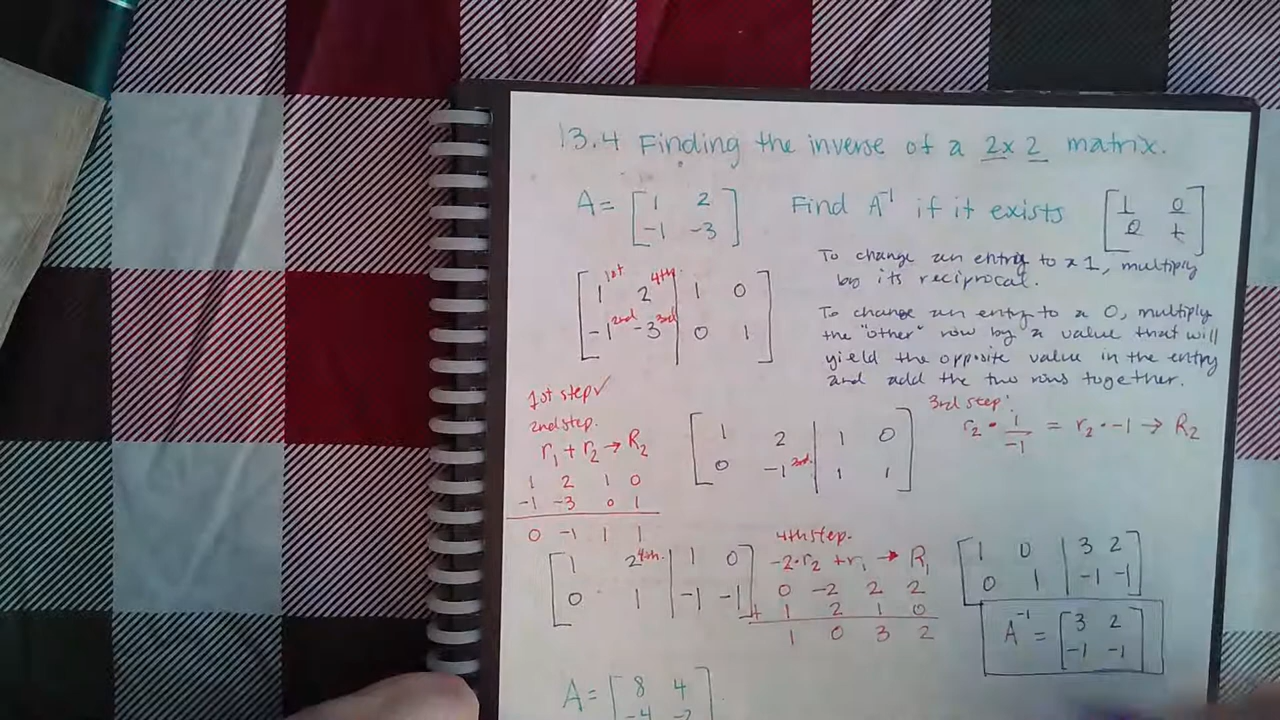 13.4 Finding the inverse of a 2x2 matrix.
A = [1 2
-1 -3]
Find A⁻¹ if it exists
[1 0
0 1]
To change an entry to a 1, multiply
by its reciprocal.
To change an enty to a 0, multiply
the "other" row by a value that will
yield the opposite value in the entry
and add the two rows together.
[1 1st 2 4th | 1 0
-1 2nd -3 3rd | 0 1]
1st step ✓
2nd step.
r₁ + r₂ → R₂
1 2 1 0
-1 -3 0 1
0 -1 1 1
[1 2 | 1 0
0 -1 3rd. | 1 1]
3rd step:
r₂ • 1/-1 = r₂ • -1 → R₂
[1 2 4th. | 1 0
0 1 | -1 -1]
4th step.
-2•r₂ + r₁ → R₁
0 -2 2 2
+ 1 2 1 0
1 0 3 2
[1 0 | 3 2
0 1 | -1 -1]
A⁻¹ = [3 2
-1 -1]
A = [8 4
-4 -2